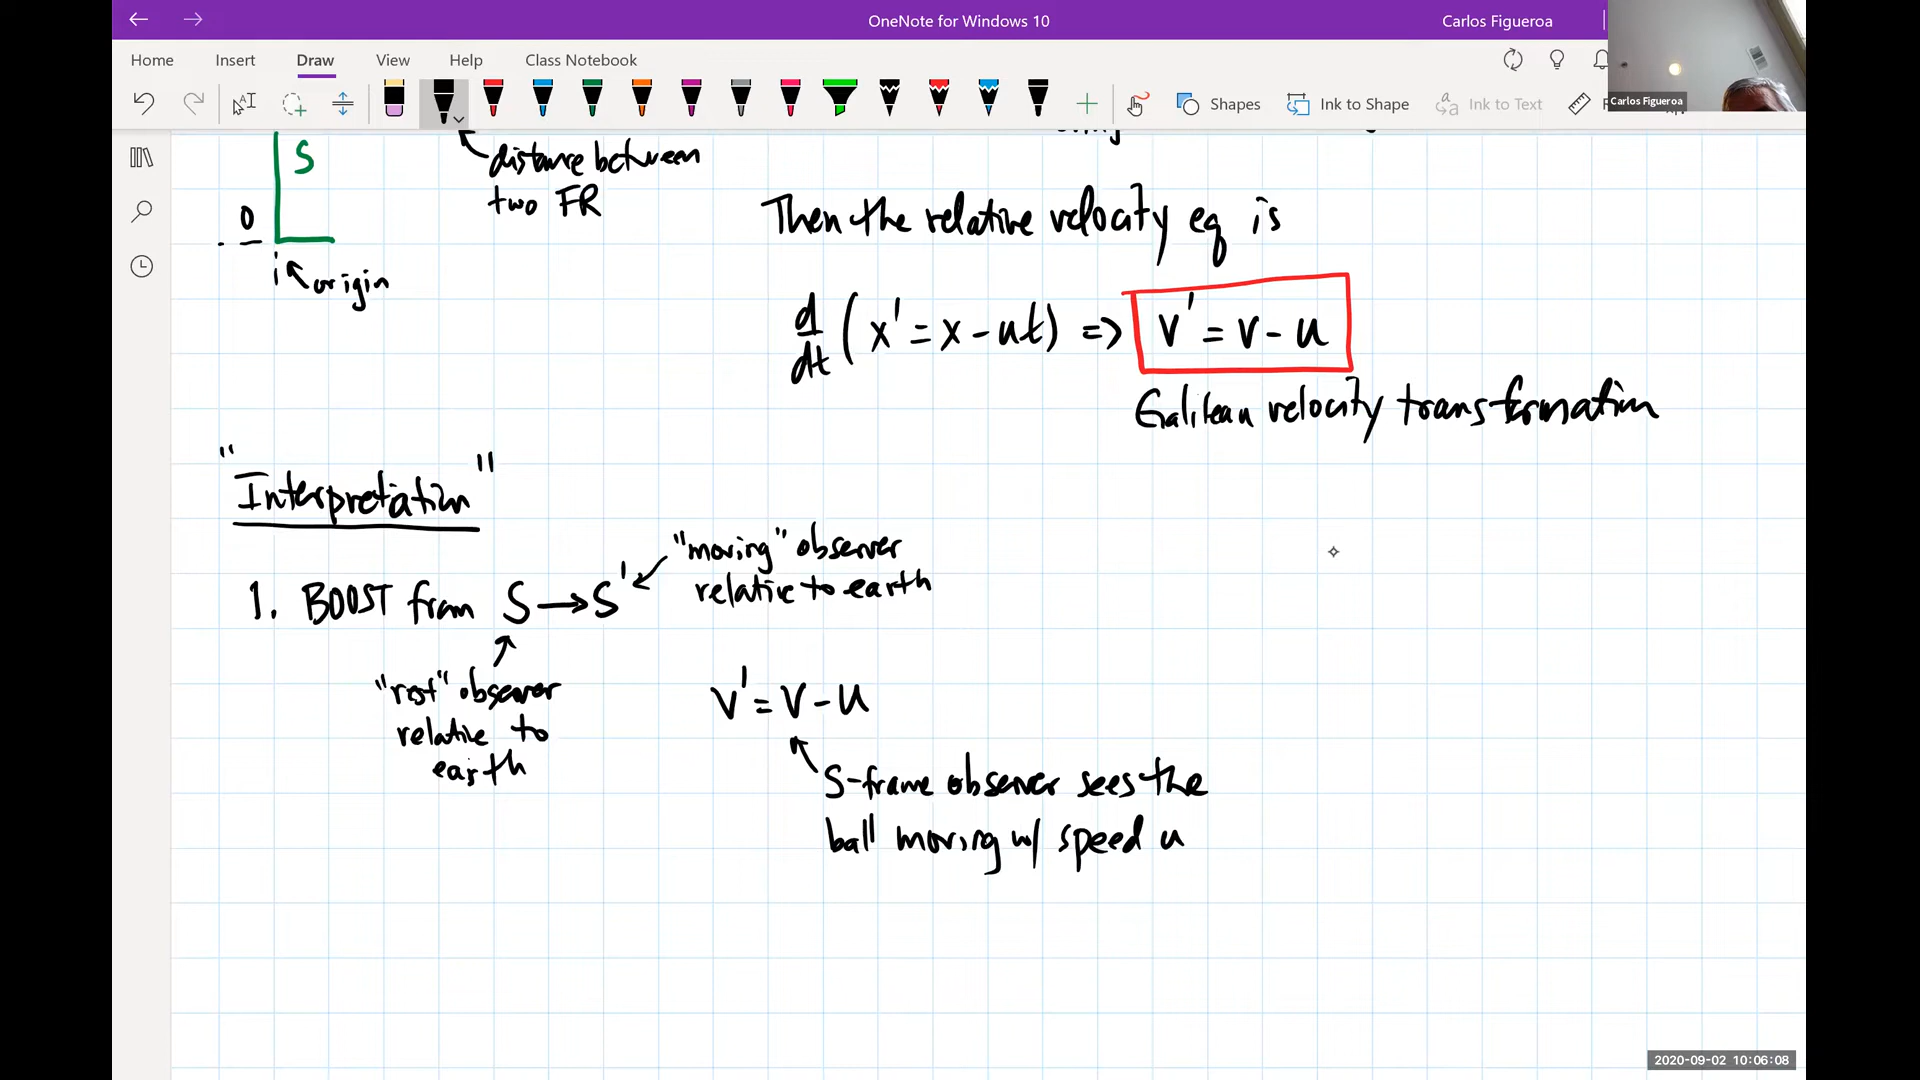 OneNote for Windows 10
Carlos Figueroa
Home Insert Draw View Help Class Notebook
Shapes Ink to Shape Ink to Text
Carlos Figueroa
S
distance between
two FR
0
origin
Then the relative velocity eq is
d/dt (x' = x - ut) => v' = v - u
Galilean velocity transformation
"Interpretiation"
1. BOOST from S → S'
"moving" observer
relative to earth
"rest" observer
relative to
earth
v' = v - u
S-frame observer sees the
ball moving w/ speed u
2020-09-02 10:06:08